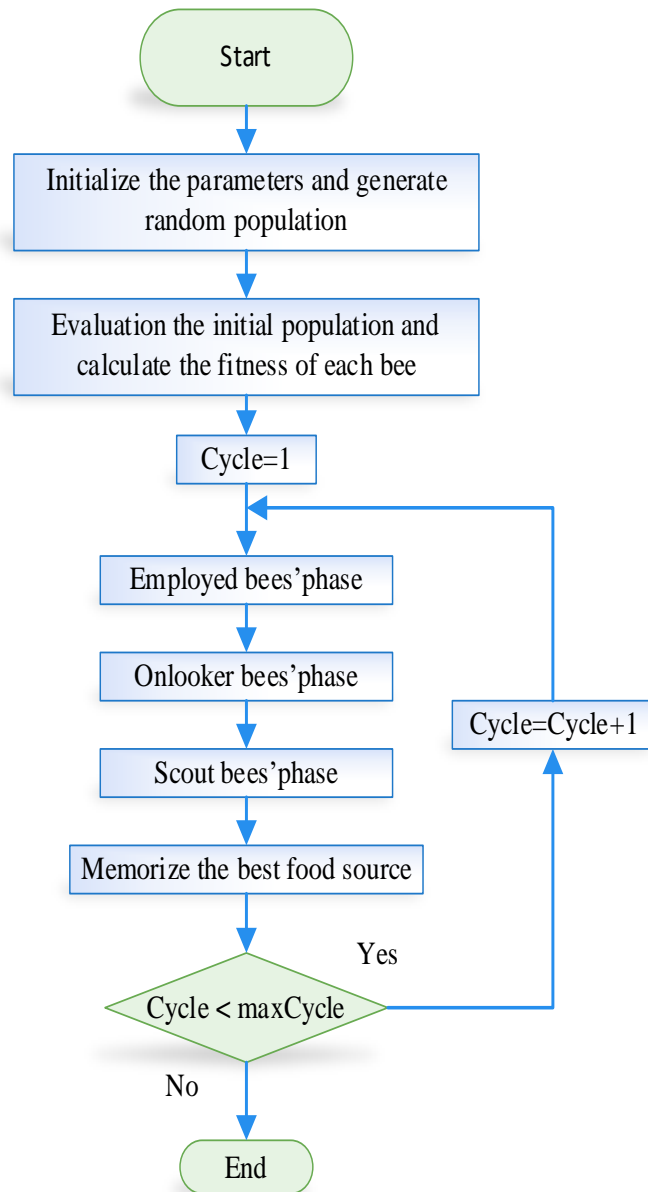 Start
Initialize the parameters and generate
random population
Evaluation the initial population and
calculate the fitness of each bee
Cycle=1
Employed bees’phase
Onlooker bees’phase
Cycle=Cycle+1
Scout bees’phase
Memorize the best food source
Yes
Cycle < maxCycle
No
End